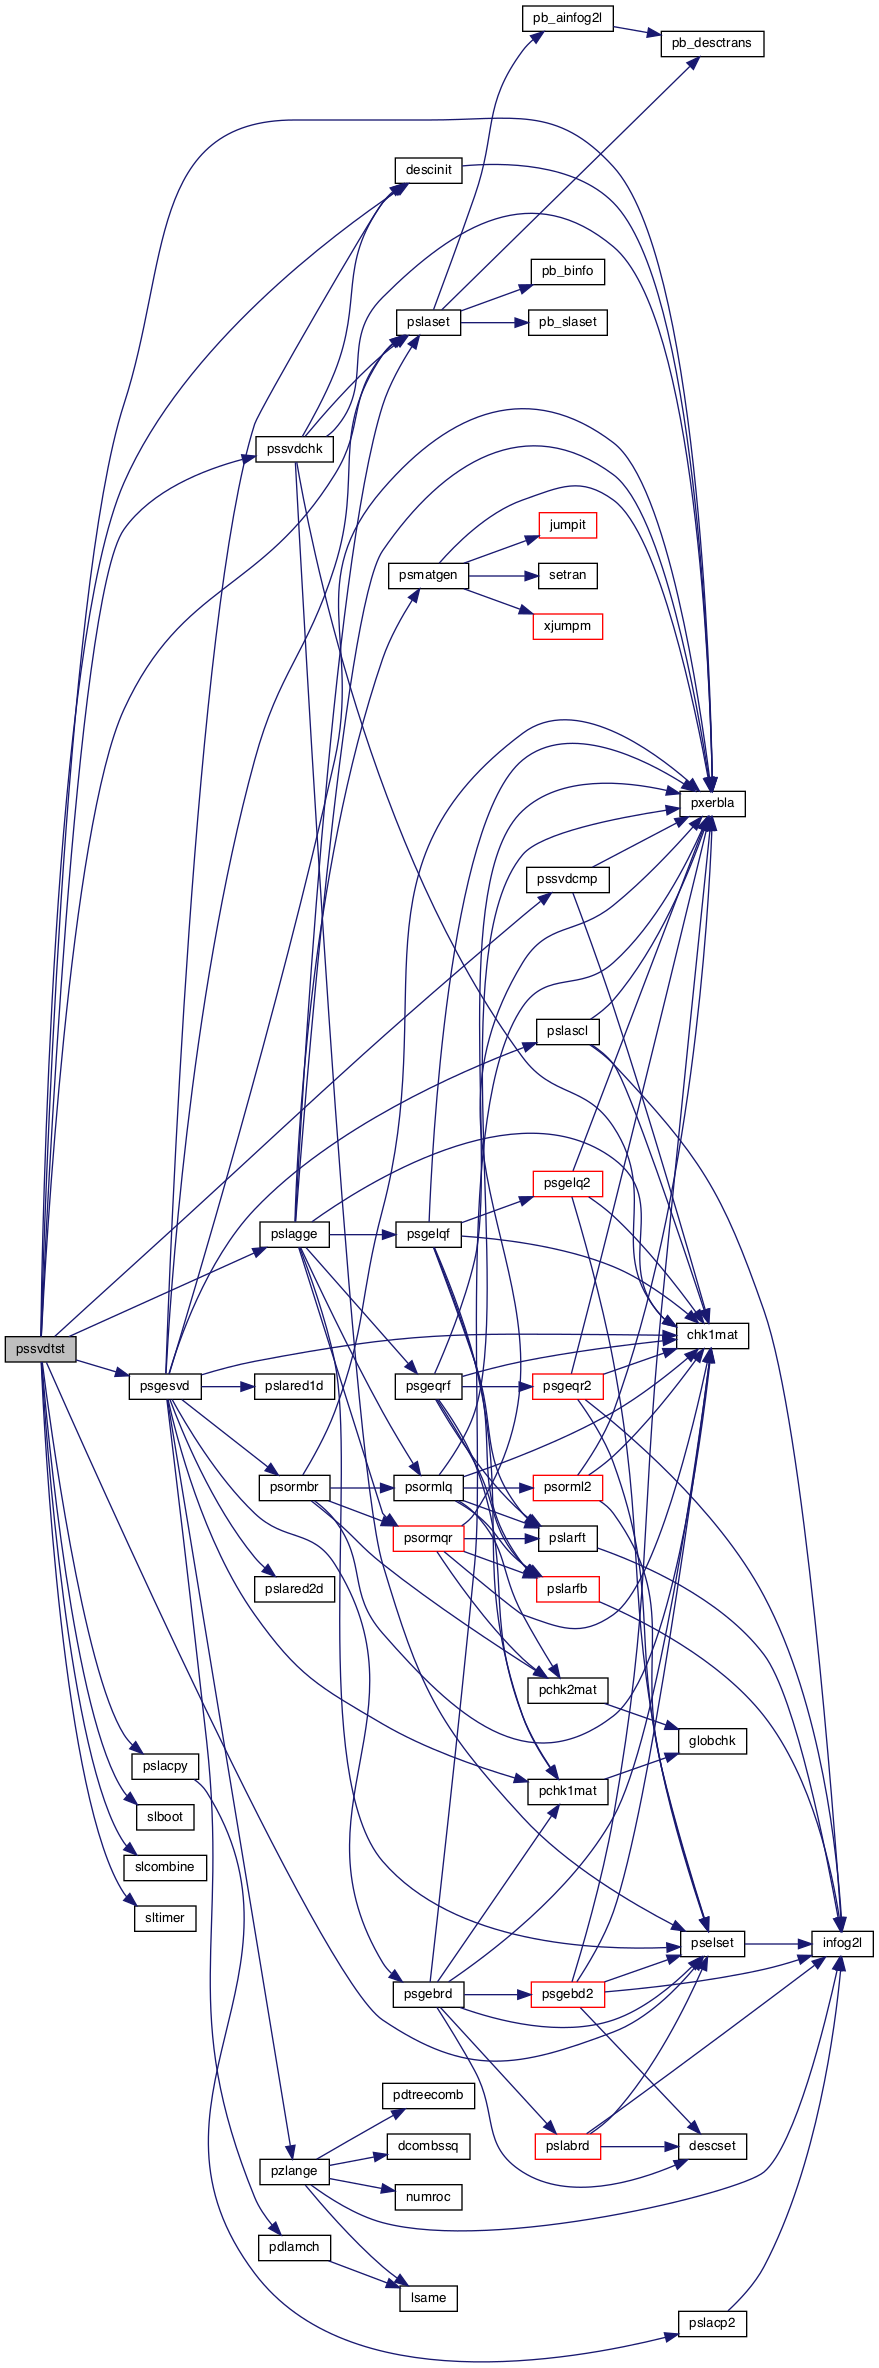 pb_ainfog2l
pb_desctrans
descinit
pb_binfo
pslaset
pb_slaset
pssvdchk
jumpit
psmatgen
setran
xjumpm
pxerbla
pssvdcmp
pslascl
psgelq2
pslagge
psgelqf
chk1mat
pssvdtst
psgesvd
pslared1d
psgeqrf
psgeqr2
psormbr
psormlq
psorml2
psormqr
pslarft
pslared2d
pslarfb
pchk2mat
globchk
pslacpy
pchk1mat
slboot
slcombine
sltimer
pselset
infog2l
psgebrd
psgebd2
pdtreecomb
dcombssq
pslabrd
descset
pzlange
numroc
pdlamch
lsame
pslacp2